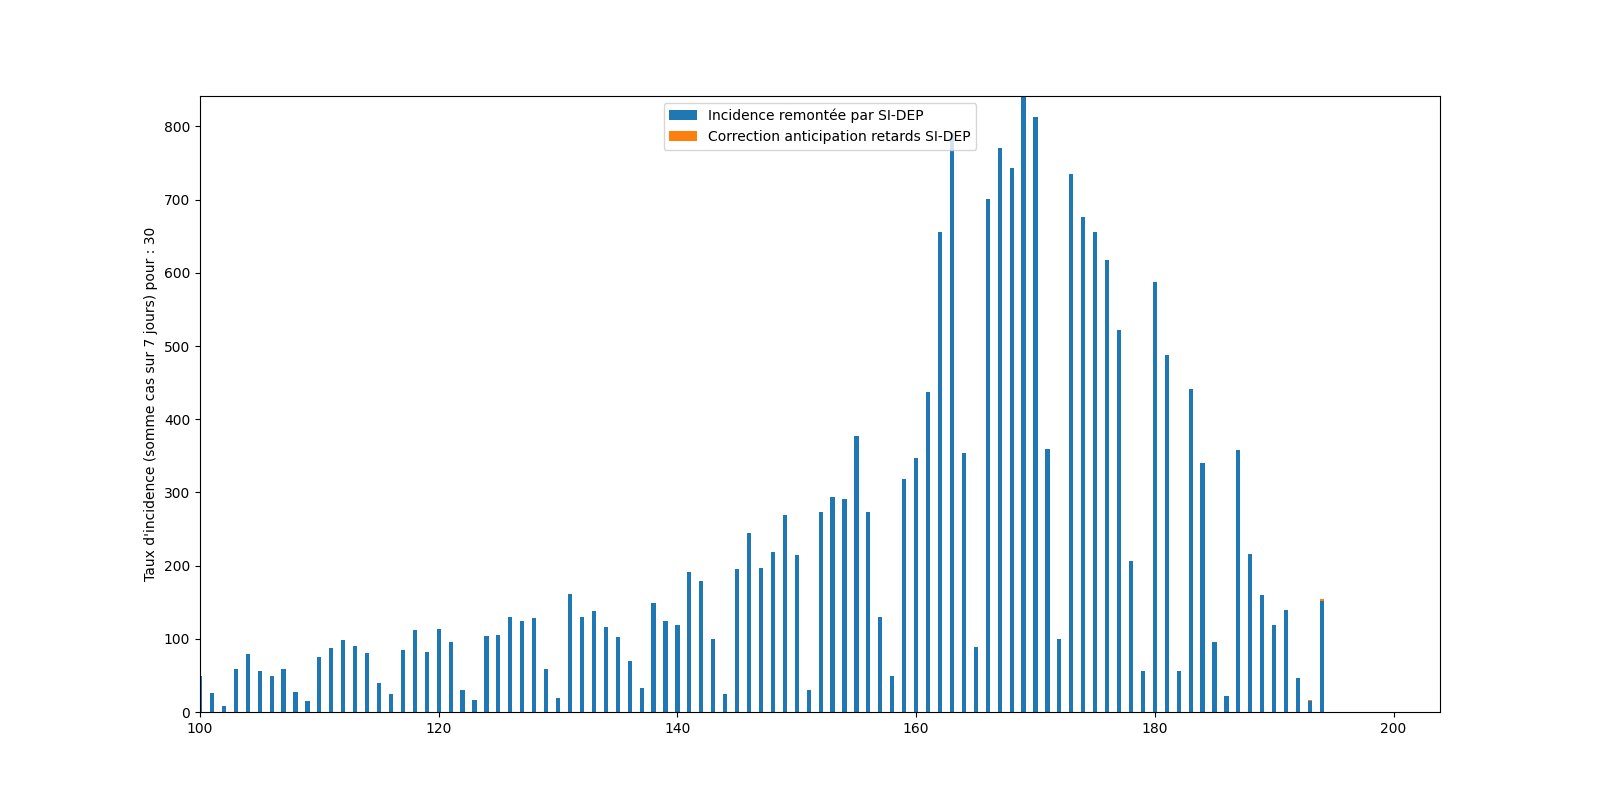 Incidence remontée par SI-DEP
Correction anticipation retards SI-DEP
Taux d'incidence (somme cas sur 7 jours) pour : 30
800
700
600
500
400
300
200
100
0
100 120 140 160 180 200